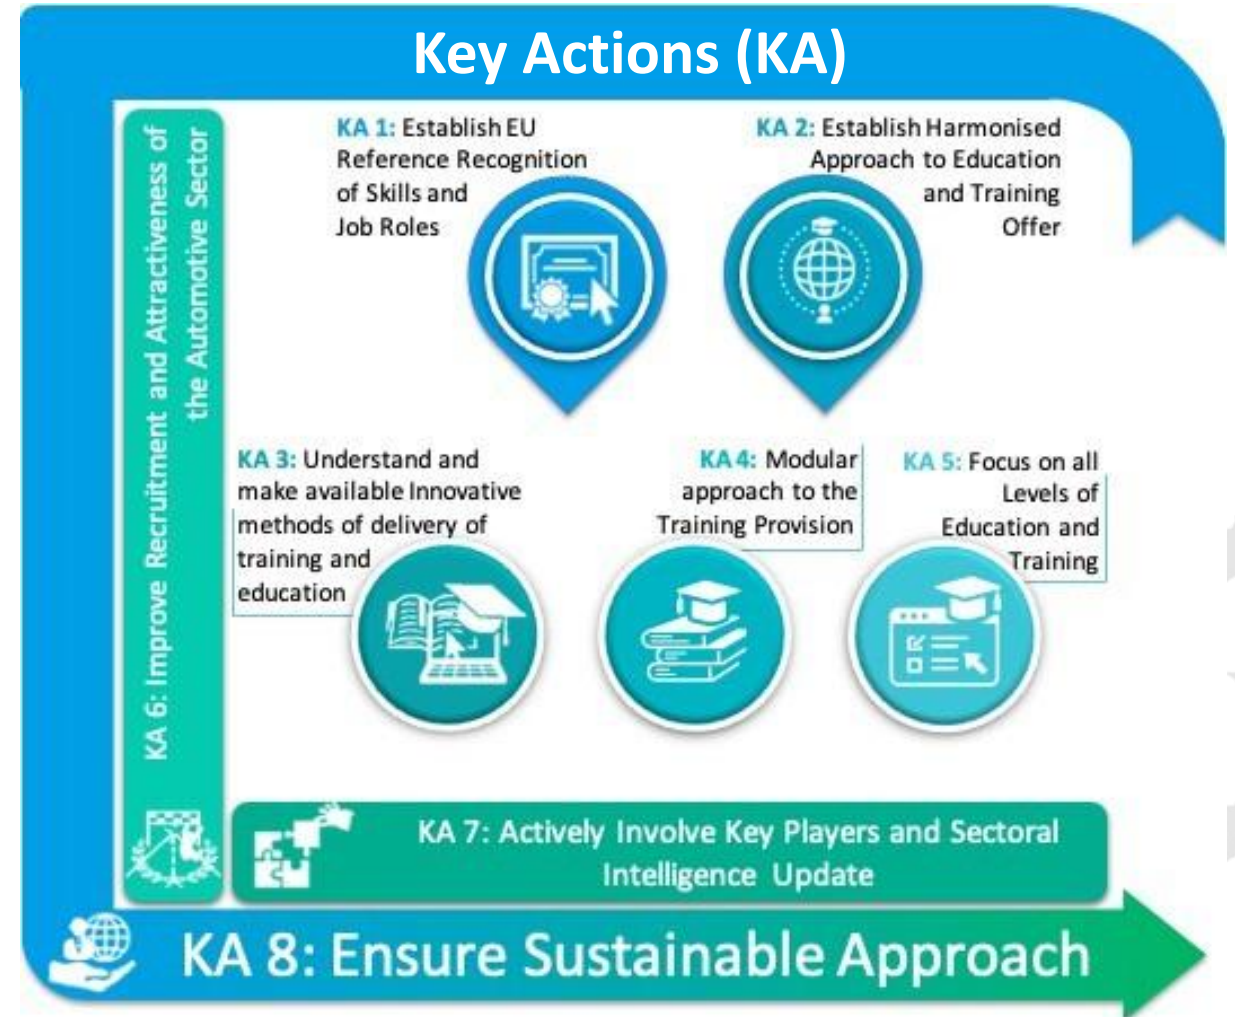 Key Actions (KA)
KA 6: Improve Recruitment and Attractiveness of
the Automotive Sector
KA 1: Establish EU
Reference Recognition
of Skills and
Job Roles
KA 2: Establish Harmonised
Approach to Education
and Training
Offer
KA 3: Understand and
make available Innovative
methods of delivery of
training and
education
KA 4: Modular
approach to the
Training Provision
KA 5: Focus on all
Levels of
Education and
Training
KA 7: Actively Involve Key Players and Sectoral
Intelligence Update
KA 8: Ensure Sustainable Approach